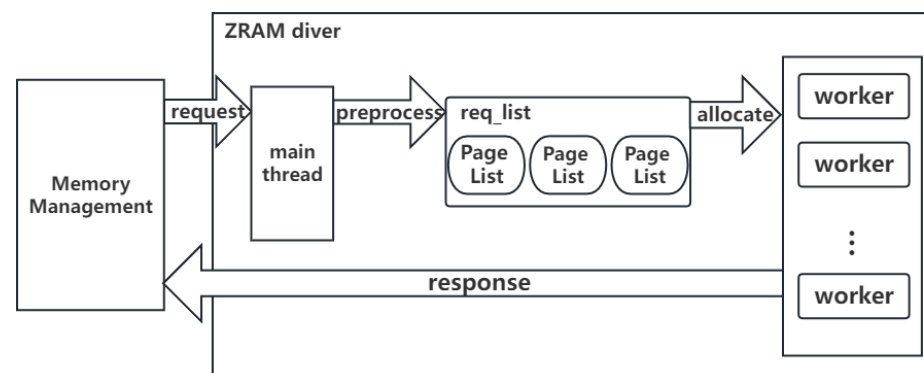 ZRAM diver
request
preprocess
req_list
allocate
worker
Page
List
Page
List
Page
List
main
thread
Memory
Management
worker
response
worker